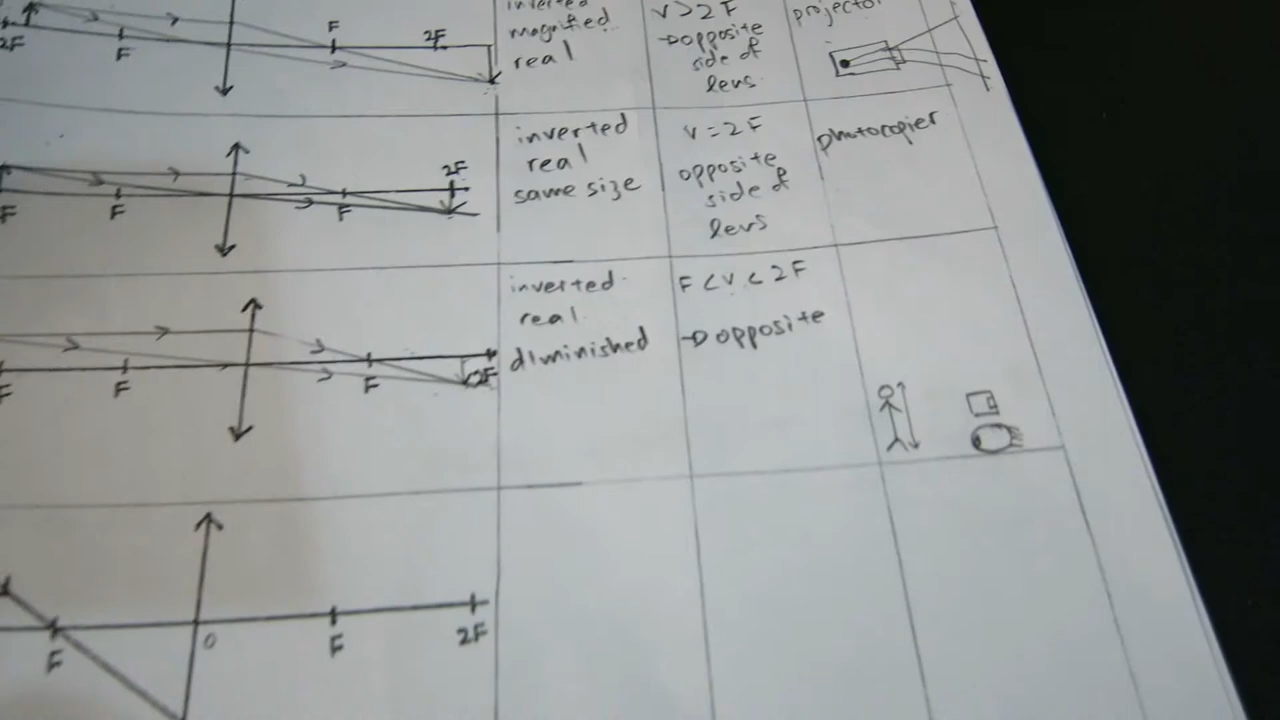 inverted
magnified
real
v>2F
→opposite
side of
lens
projector
2F
F
F
2F
inverted
real
same size
v=2F
opposite
side of
lens
photocopier
F
F
F
2F
inverted
real
diminished
F<v<2F
→opposite
F
F
F
2F
F
O
F
2F